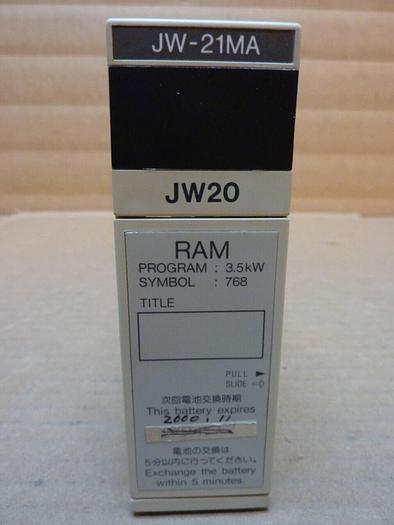 JW-21MA
JW20
RAM
PROGRAM : 3.5kW
SYMBOL : 768
TITLE
PULL ▶
SLIDE ⇨
次回電池交換時期
This battery expires
2000.11
電池の交換は
5分以内に行ってください。
Exchange the battery
within 5 minutes.